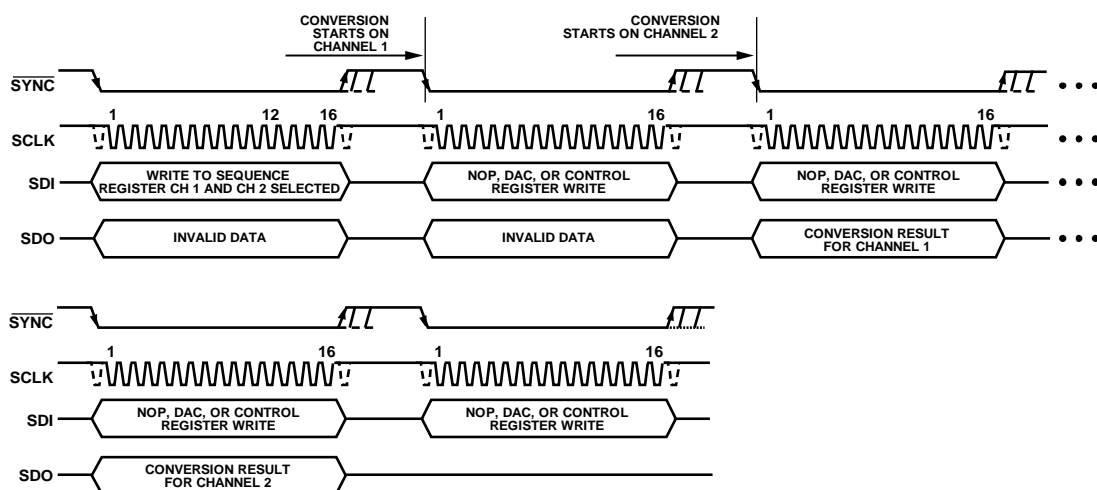 CONVERSION
STARTS ON
CHANNEL 1
CONVERSION
STARTS ON CHANNEL 2
SYNC
1
12
16
1
16
1
16
SCLK
SDI
WRITE TO SEQUENCE
REGISTER CH 1 AND CH 2 SELECTED
NOP, DAC, OR CONTROL
REGISTER WRITE
NOP, DAC, OR CONTROL
REGISTER WRITE
SDO
INVALID DATA
INVALID DATA
CONVERSION RESULT
FOR CHANNEL 1
SYNC
1
16
1
16
SCLK
SDI
NOP, DAC, OR CONTROL
REGISTER WRITE
NOP, DAC, OR CONTROL
REGISTER WRITE
SDO
CONVERSION RESULT
FOR CHANNEL 2